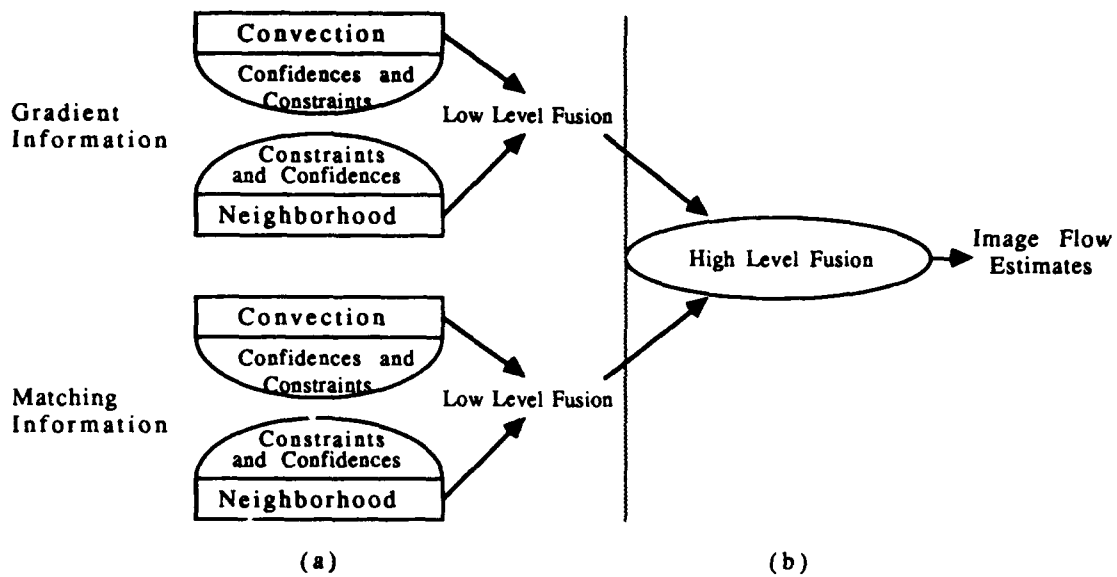 Convection
Confidences and
Constraints
Gradient
Information
Low Level Fusion
Constraints
and Confidences
Neighborhood
High Level Fusion
Image Flow
Estimates
Convection
Confidences and
Constraints
Matching
Information
Low Level Fusion
Constraints
and Confidences
Neighborhood
(a)
(b)